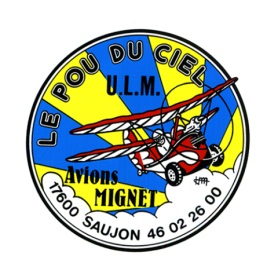 LE POU DU CIEL
U.L.M.
Avions
MIGNET
17600 SAUJON 46 02 26 00